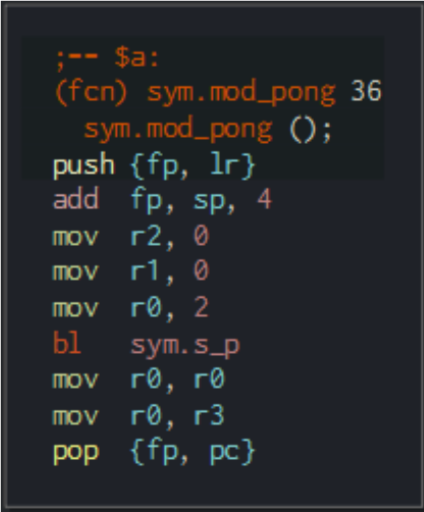 ;-- $a:
(fcn) sym.mod_pong 36
sym.mod_pong ();
push {fp, lr}
add fp, sp, 4
mov r2, 0
mov r1, 0
mov r0, 2
bl sym.s_p
mov r0, r0
mov r0, r3
pop {fp, pc}